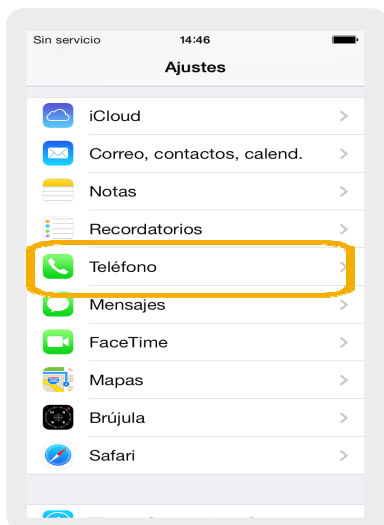 Sin servicio 14:46
Ajustes
iCloud
Correo, contactos, calend.
Notas
Recordatorios
Teléfono
Mensajes
FaceTime
Mapas
Brújula
Safari